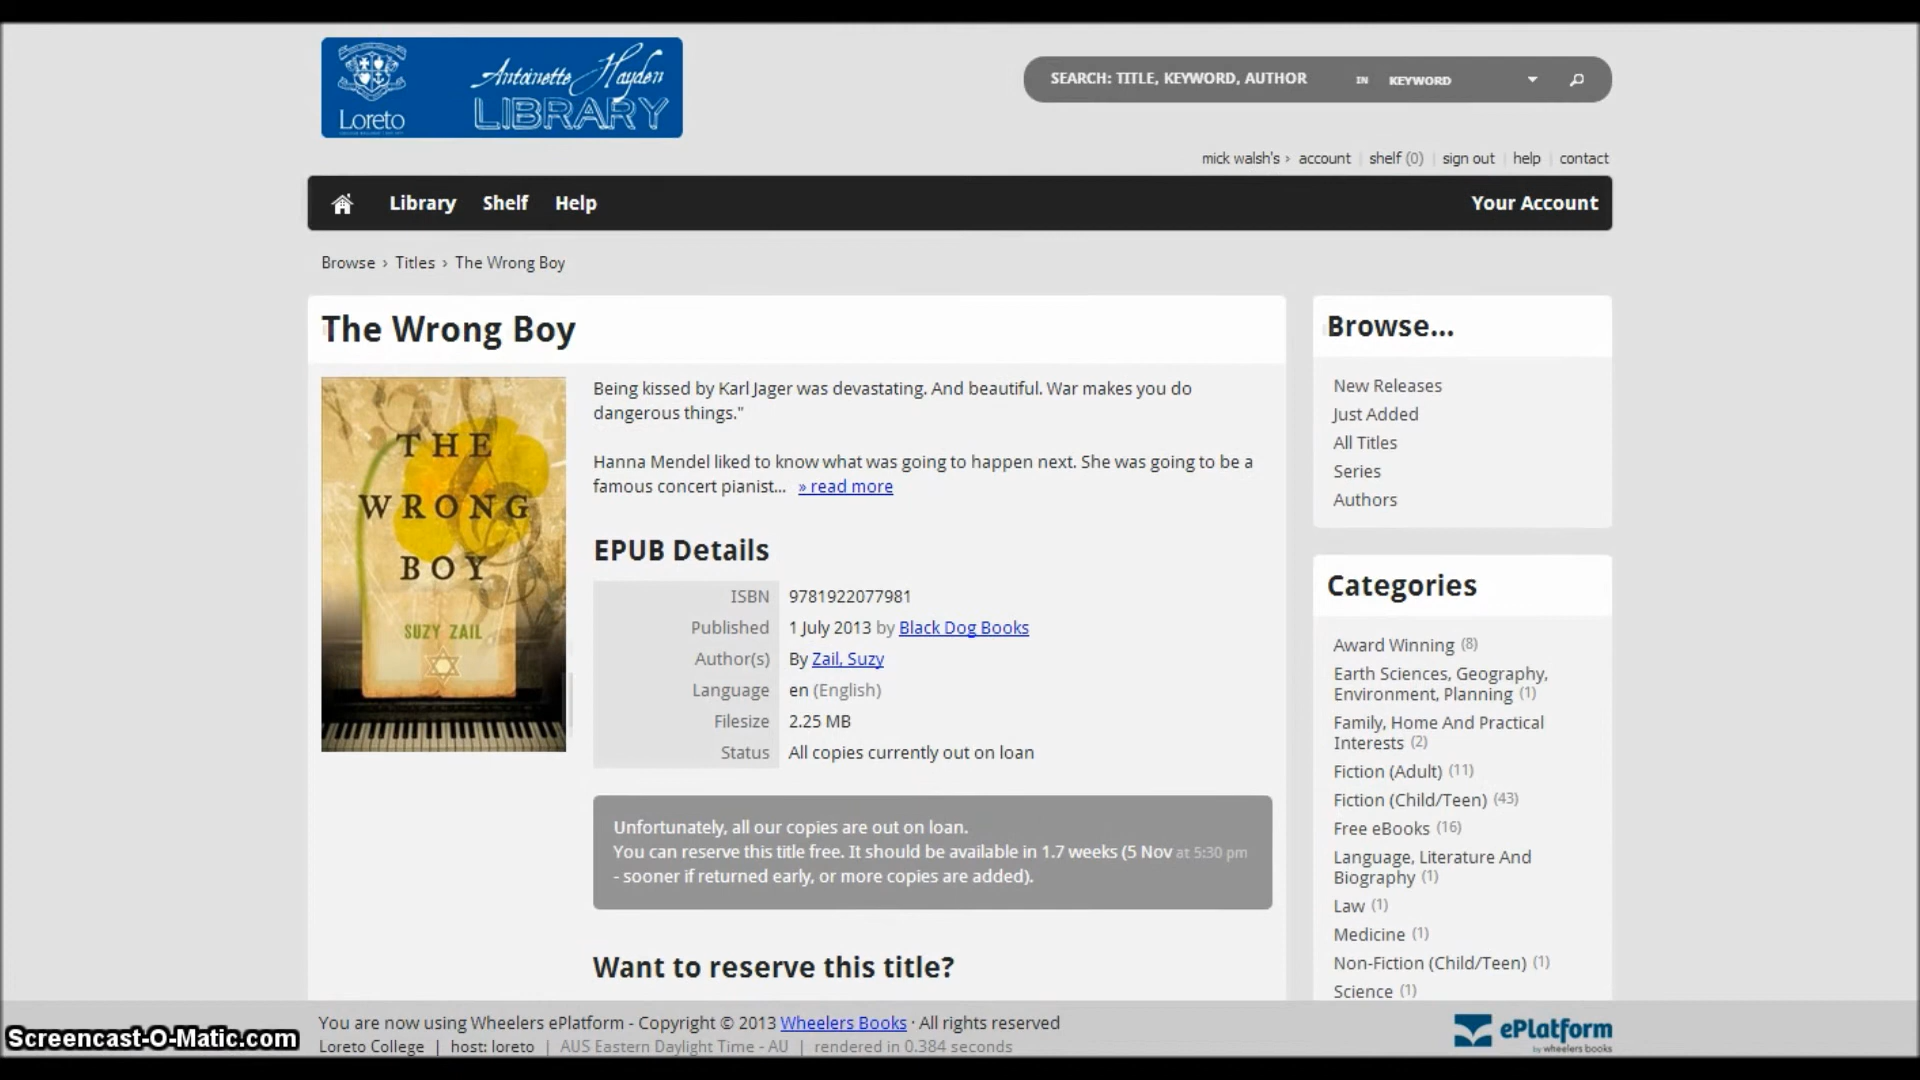 Loreto
Antoinette Hayden
LIBRARY
SEARCH: TITLE, KEYWORD, AUTHOR IN KEYWORD
mick walsh's › account | shelf (0) | sign out | help | contact
Library Shelf Help Your Account
Browse › Titles › The Wrong Boy
The Wrong Boy
THE
WRONG
BOY
SUZY ZAIL
Being kissed by Karl Jager was devastating. And beautiful. War makes you do
dangerous things."
Hanna Mendel liked to know what was going to happen next. She was going to be a
famous concert pianist... » read more
EPUB Details
ISBN 9781922077981
Published 1 July 2013 by Black Dog Books
Author(s) By Zail, Suzy
Language en (English)
Filesize 2.25 MB
Status All copies currently out on loan
Unfortunately, all our copies are out on loan.
You can reserve this title free. It should be available in 1.7 weeks (5 Nov at 5:30 pm
- sooner if returned early, or more copies are added).
Want to reserve this title?
Browse...
New Releases
Just Added
All Titles
Series
Authors
Categories
Award Winning (8)
Earth Sciences, Geography,
Environment, Planning (1)
Family, Home And Practical
Interests (2)
Fiction (Adult) (11)
Fiction (Child/Teen) (43)
Free eBooks (16)
Language, Literature And
Biography (1)
Law (1)
Medicine (1)
Non-Fiction (Child/Teen) (1)
Science (1)
You are now using Wheelers ePlatform - Copyright © 2013 Wheelers Books · All rights reserved
Loreto College | host: loreto | AUS Eastern Daylight Time - AU | rendered in 0.384 seconds
ePlatform
by wheelers books
Screencast-O-Matic.com